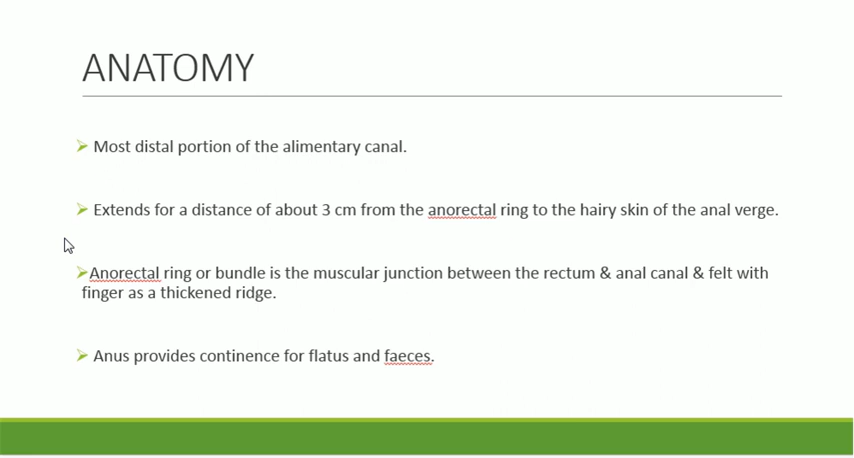 ANATOMY
Most distal portion of the alimentary canal.
Extends for a distance of about 3 cm from the anorectal ring to the hairy skin of the anal verge.
Anorectal ring or bundle is the muscular junction between the rectum & anal canal & felt with
finger as a thickened ridge.
Anus provides continence for flatus and faeces.